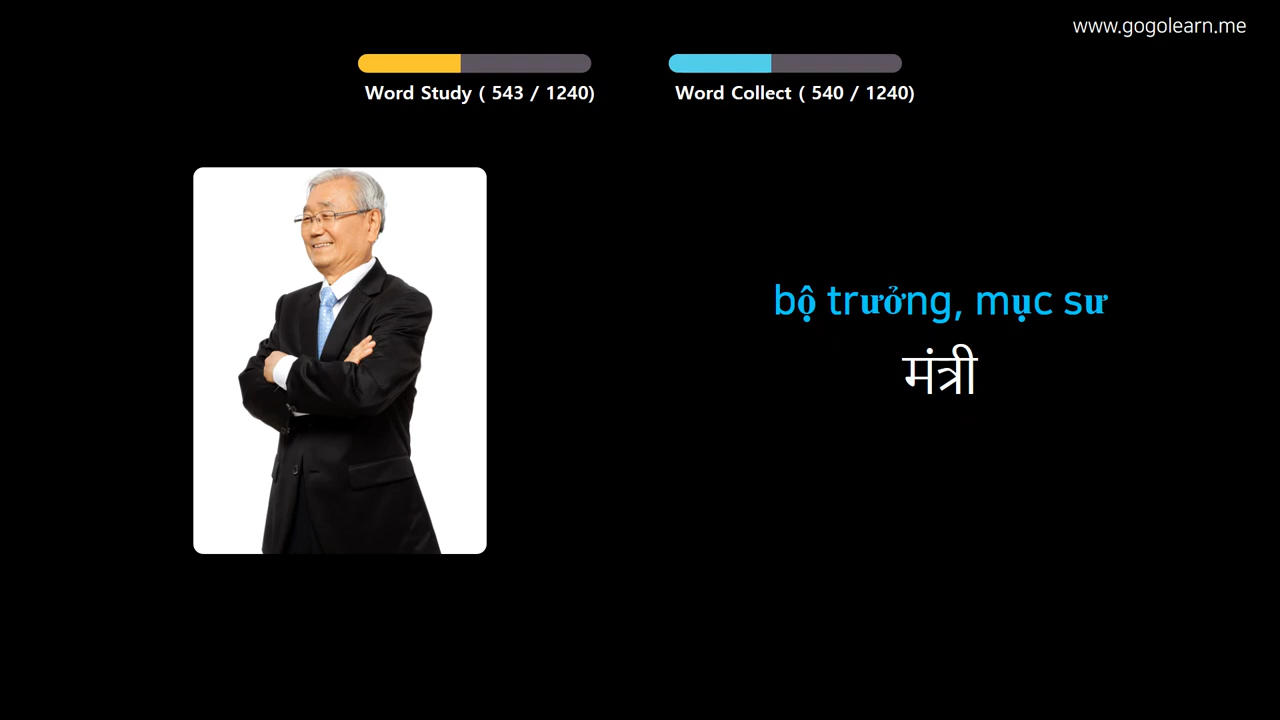 www.gogolearn.me
Word Study ( 543 / 1240)
Word Collect ( 540 / 1240)
bộ trưởng, mục sư
मंत्री